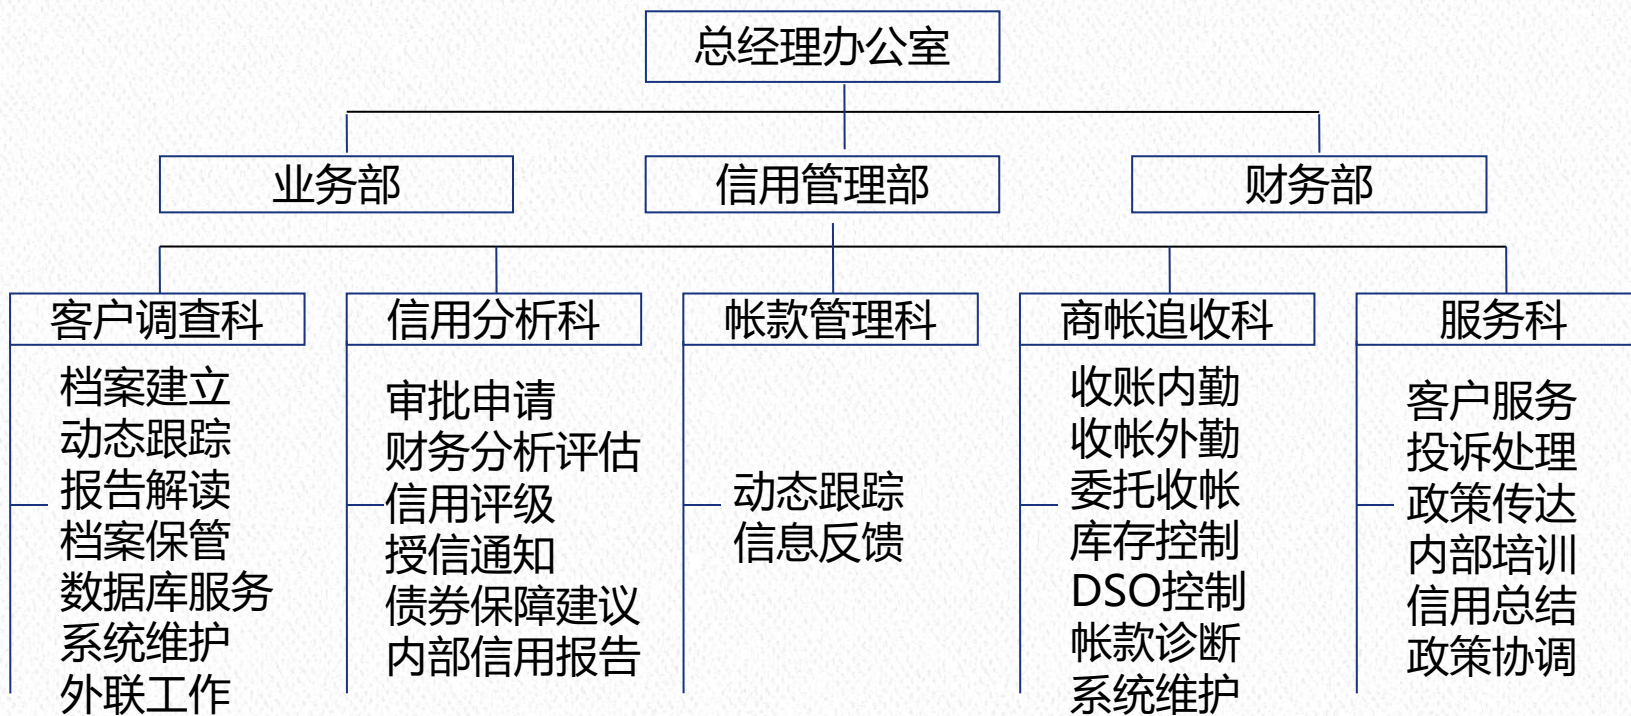 总经理办公室
业务部
信用管理部
财务部
客户调查科
档案建立
动态跟踪
报告解读
档案保管
数据库服务
系统维护
外联工作
信用分析科
审批申请
财务分析评估
信用评级
授信通知
债券保障建议
内部信用报告
帐款管理科
动态跟踪
信息反馈
商帐追收科
收账内勤
收帐外勤
委托收帐
库存控制
DSO控制
帐款诊断
系统维护
服务科
客户服务
投诉处理
政策传达
内部培训
信用总结
政策协调